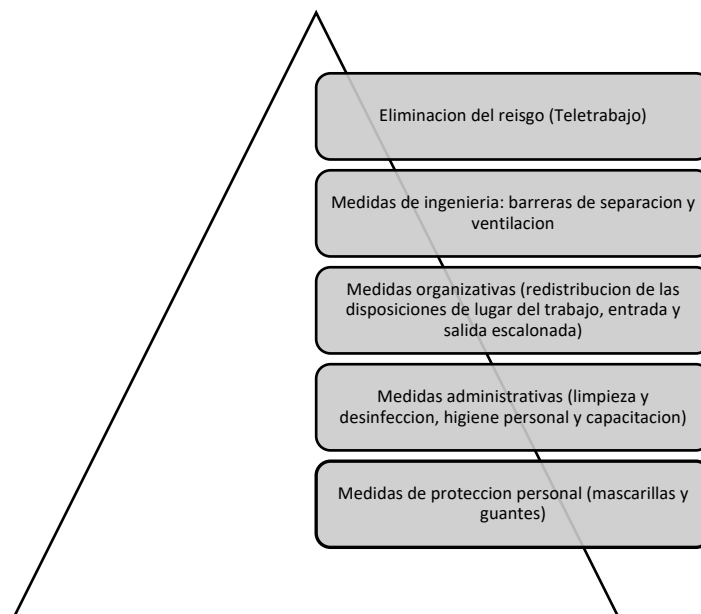 Eliminacion del reisgo (Teletrabajo)
Medidas de ingenieria: barreras de separacion y
ventilacion
Medidas organizativas (redistribucion de las
disposiciones de lugar del trabajo, entrada y
salida escalonada)
Medidas administrativas (limpieza y
desinfeccion, higiene personal y capacitacion)
Medidas de proteccion personal (mascarillas y
guantes)